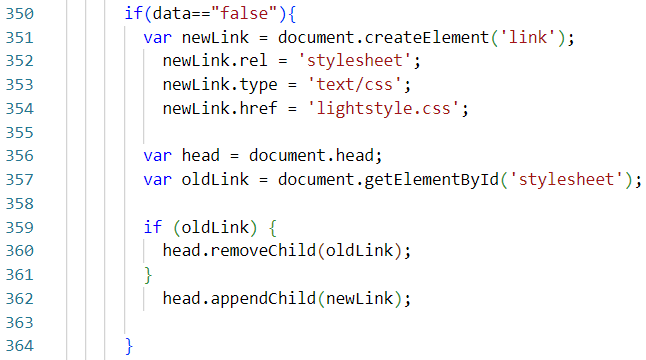 350 if(data=="false"){
351 var newLink = document.createElement('link');
352 newLink.rel = 'stylesheet';
353 newLink.type = 'text/css';
354 newLink.href = 'lightstyle.css';
355
356 var head = document.head;
357 var oldLink = document.getElementById('stylesheet');
358
359 if (oldLink) {
360 head.removeChild(oldLink);
361 }
362 head.appendChild(newLink);
363
364 }